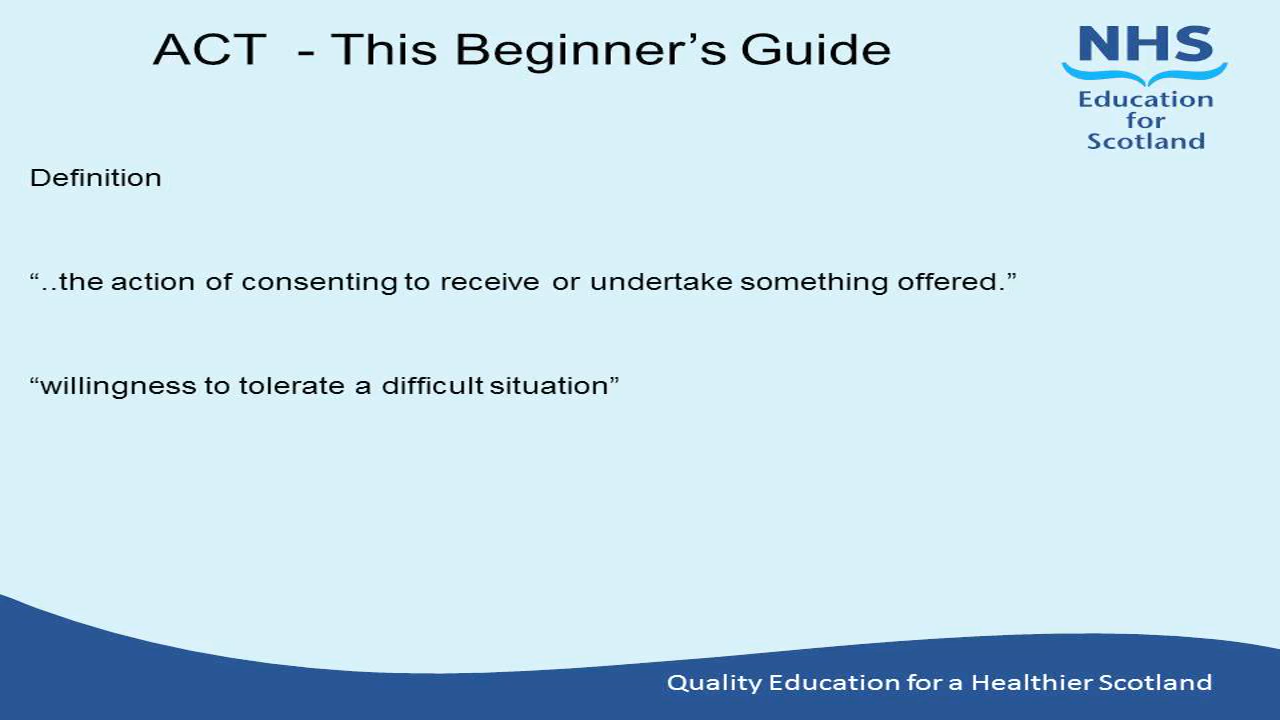 ACT  - This Beginner’s Guide
NHS
Education
for
Scotland
Definition
“..the action of consenting to receive or undertake something offered.”
“willingness to tolerate a difficult situation”
Quality Education for a Healthier Scotland